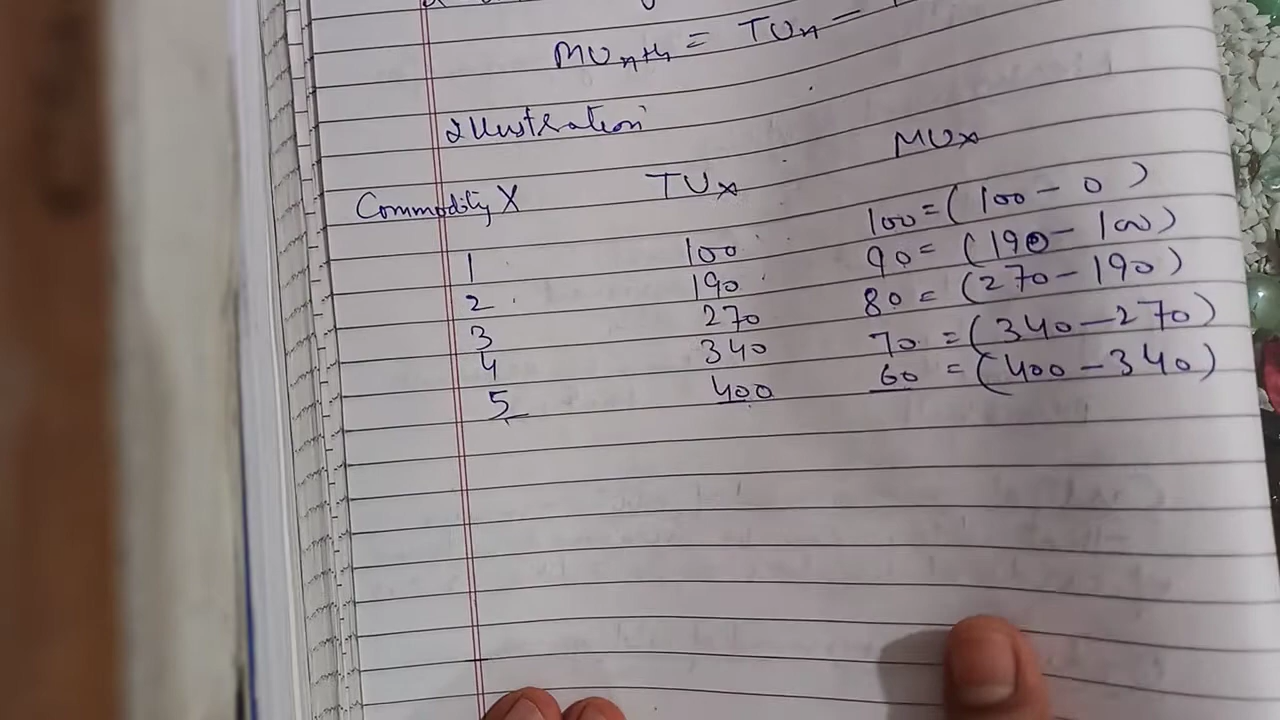 MUnth = TUn –
Illustration
Commodity X TUx MUx
1 100 100 = (100 – 0)
2 190 90 = (190 – 100)
3 270 80 = (270 – 190)
4 340 70 = (340 – 270)
5 400 60 = (400 – 340)